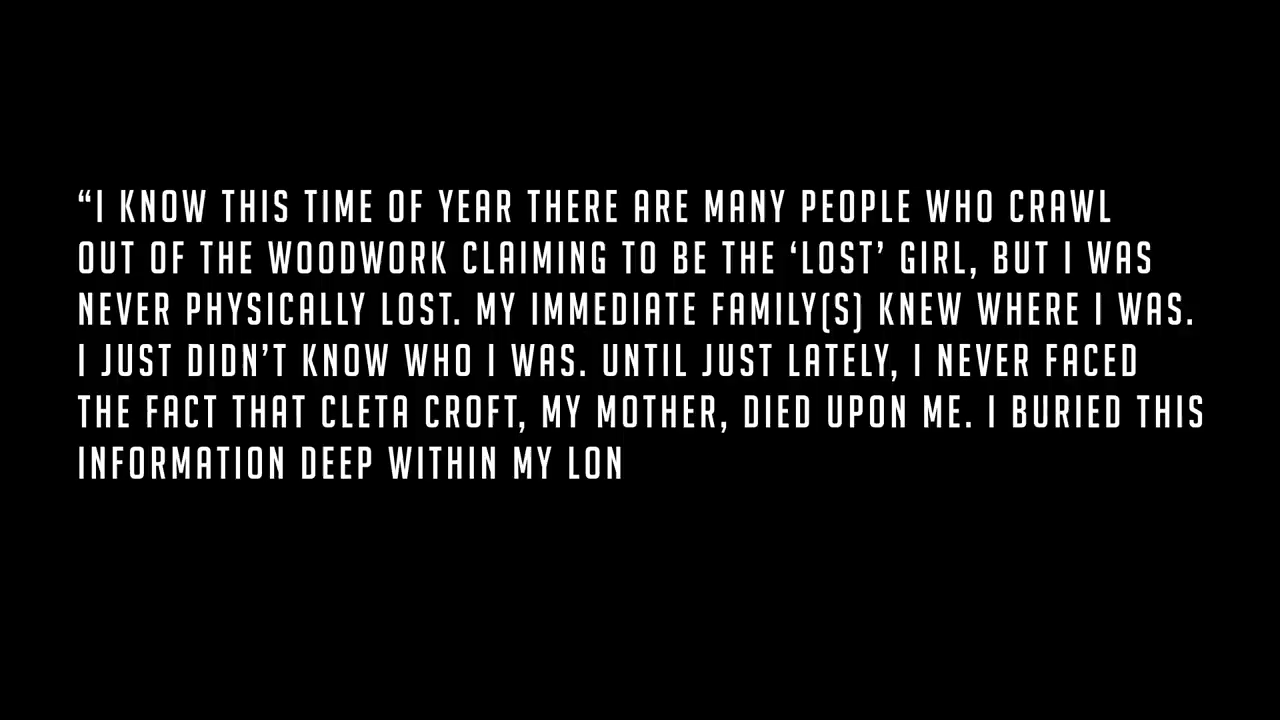 “I KNOW THIS TIME OF YEAR THERE ARE MANY PEOPLE WHO CRAWL
OUT OF THE WOODWORK CLAIMING TO BE THE ‘LOST’ GIRL, BUT I WAS
NEVER PHYSICALLY LOST. MY IMMEDIATE FAMILY(S) KNEW WHERE I WAS.
I JUST DIDN’T KNOW WHO I WAS. UNTIL JUST LATELY, I NEVER FACED
THE FACT THAT CLETA CROFT, MY MOTHER, DIED UPON ME. I BURIED THIS
INFORMATION DEEP WITHIN MY LON